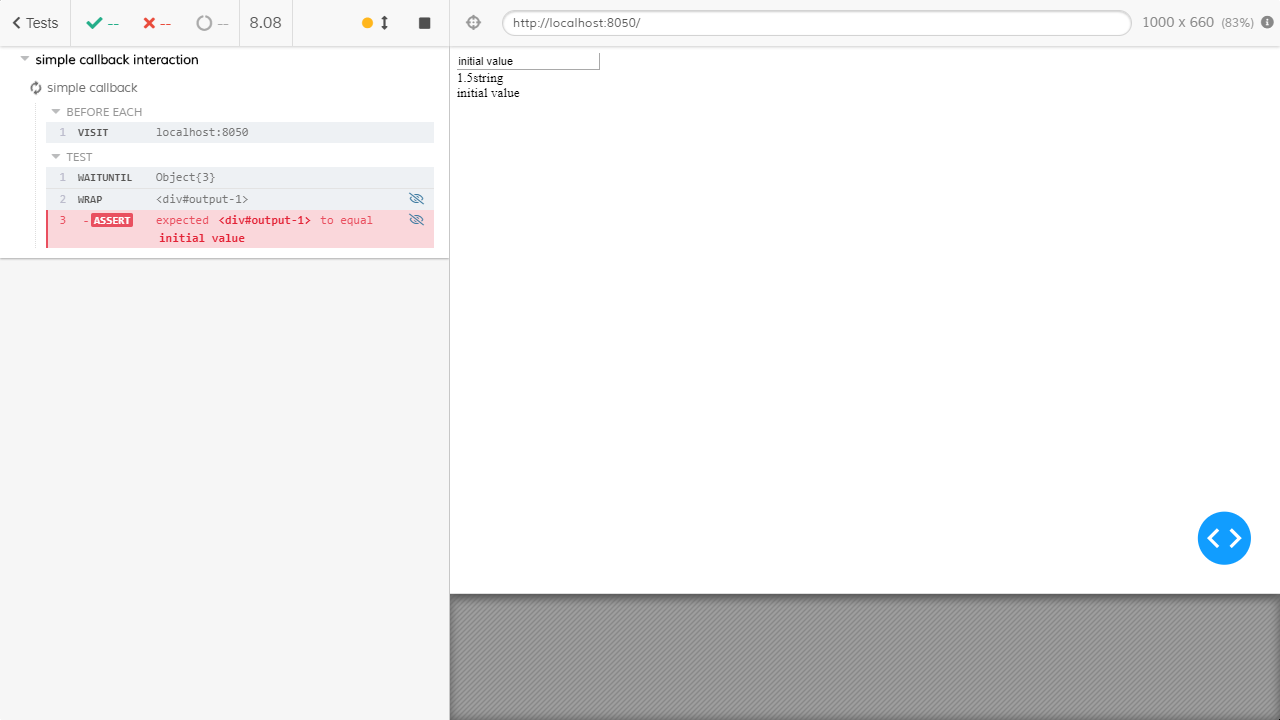 Tests -- -- -- 8.08
http://localhost:8050/ 1000 x 660 (83%)
simple callback interaction
simple callback
BEFORE EACH
1 VISIT localhost:8050
TEST
1 WAITUNTIL Object{3}
2 WRAP <div#output-1>
3 - ASSERT expected <div#output-1> to equal
initial value
initial value
1.5string
initial value